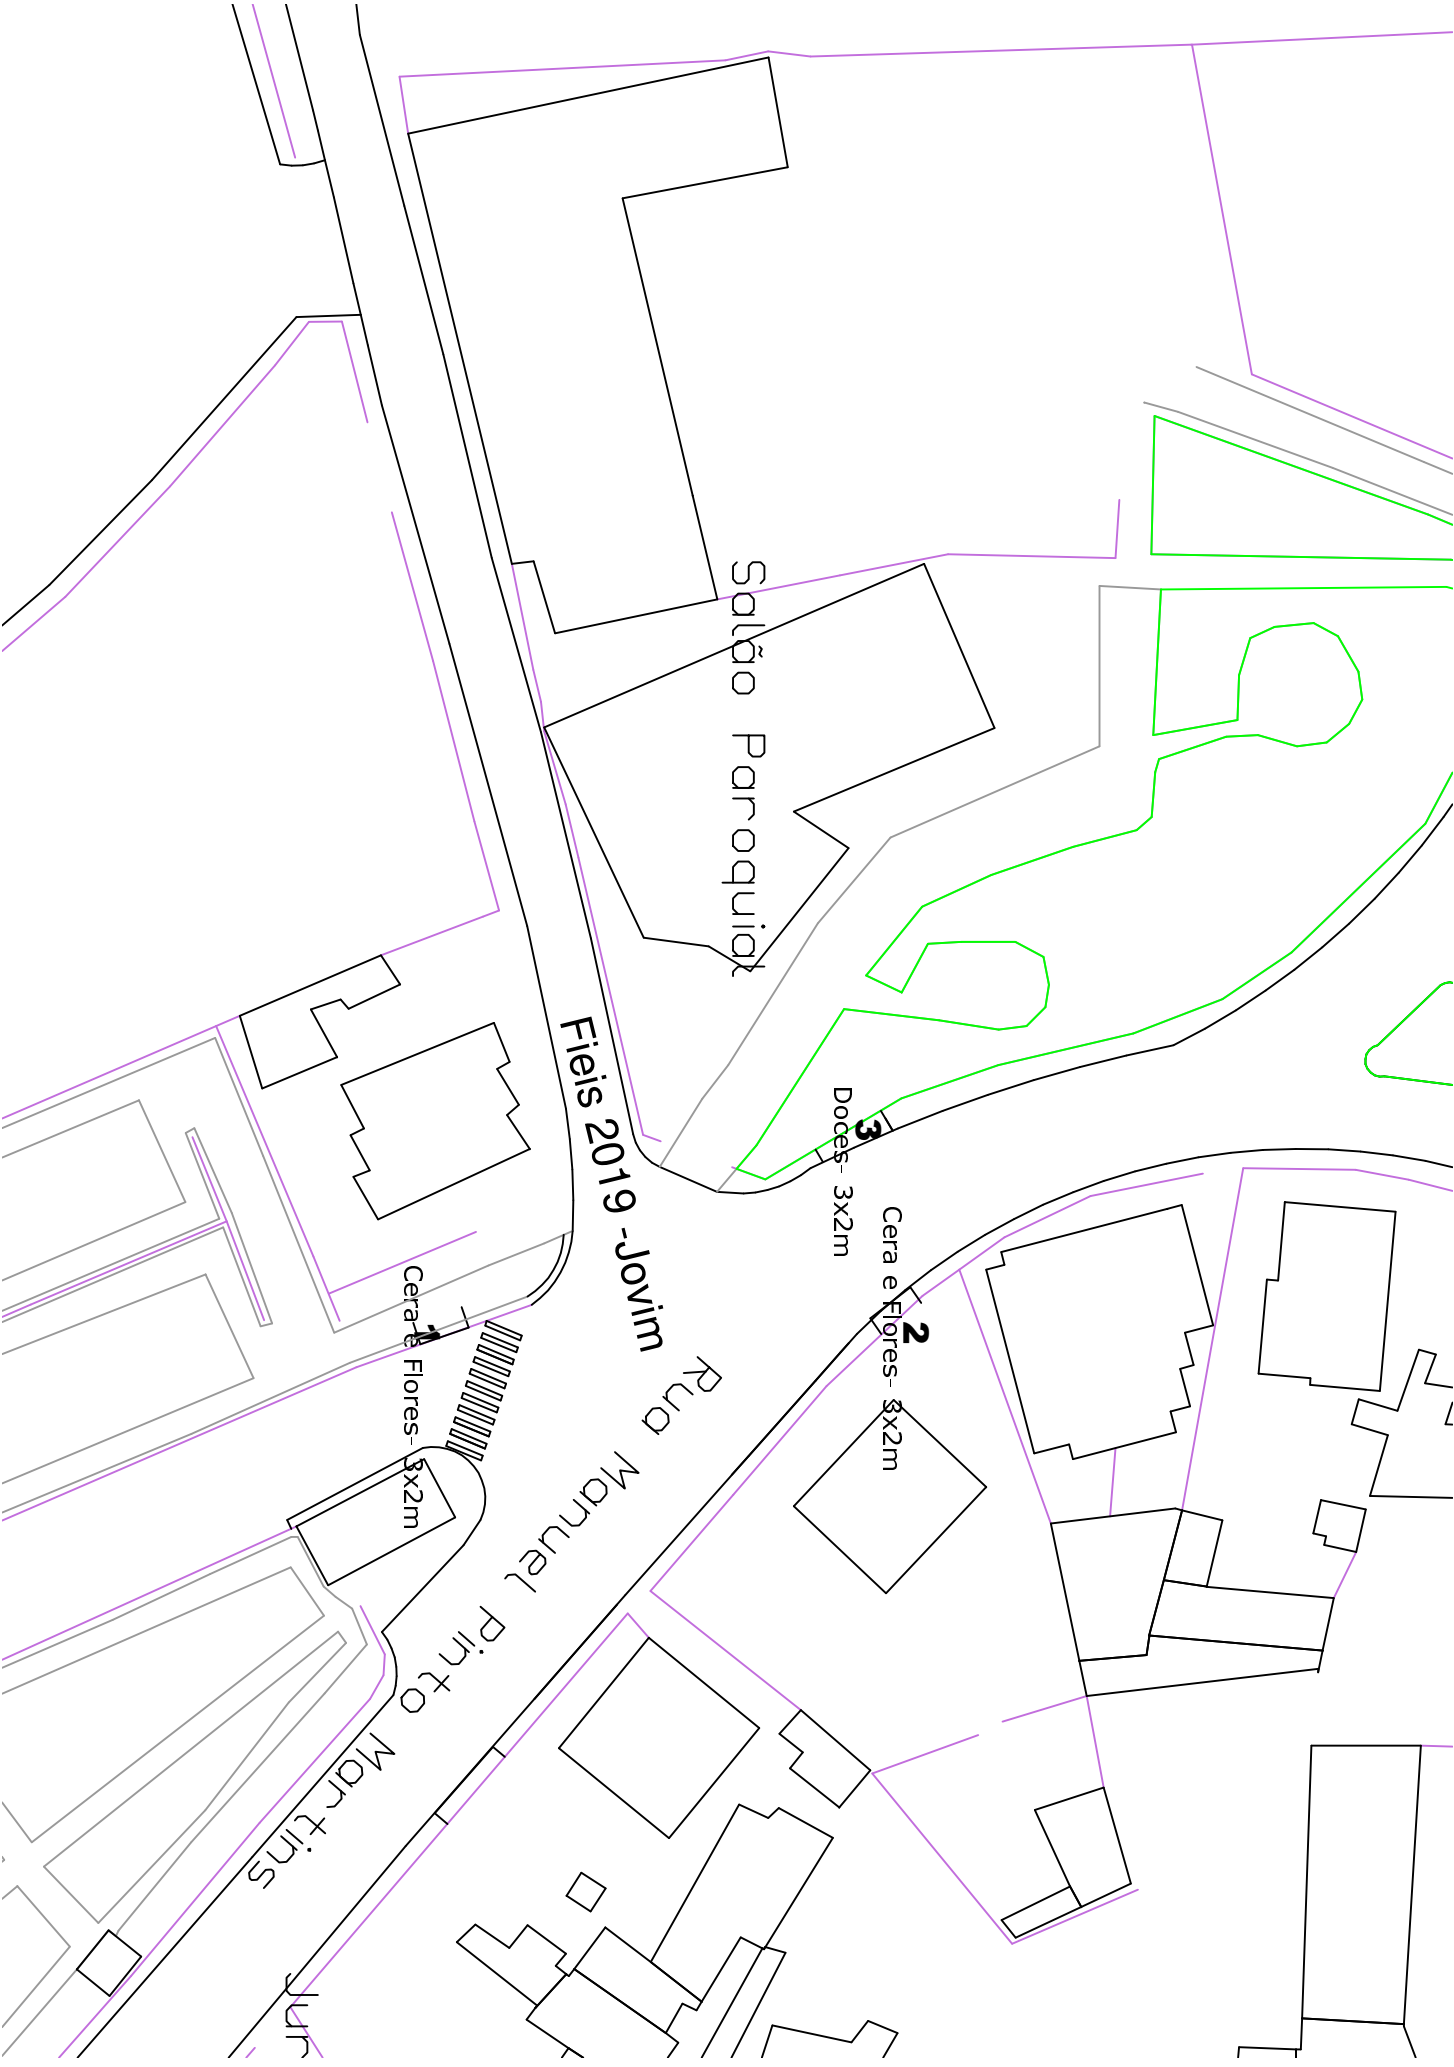 Salão Paroquial
Fieis 2019 -Jovim
3
Doces- 3x2m
2
Cera e Flores- 3x2m
1
Cera e Flores- 3x2m
Rua Manuel Pinto Martins
Jun